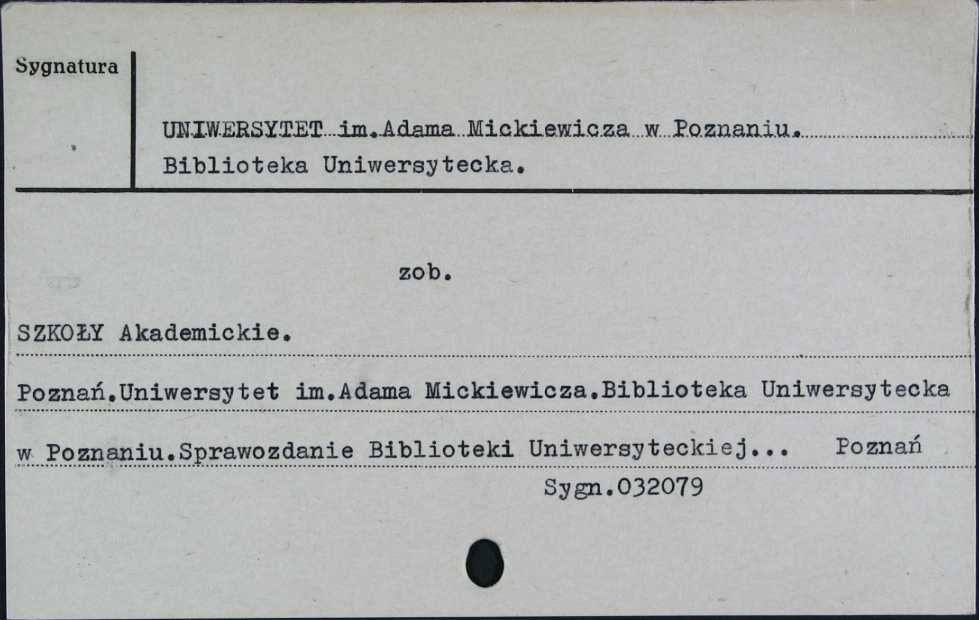 Sygnatura
UNIWERSYTET im.Adama Mickiewicza w Poznaniu.
Biblioteka Uniwersytecka.
zob.
SZKOŁY Akademickie.
Poznań.Uniwersytet im.Adama Mickiewicza.Biblioteka Uniwersytecka
w Poznaniu.Sprawozdanie Biblioteki Uniwersyteckiej... Poznań
Sygn.032079